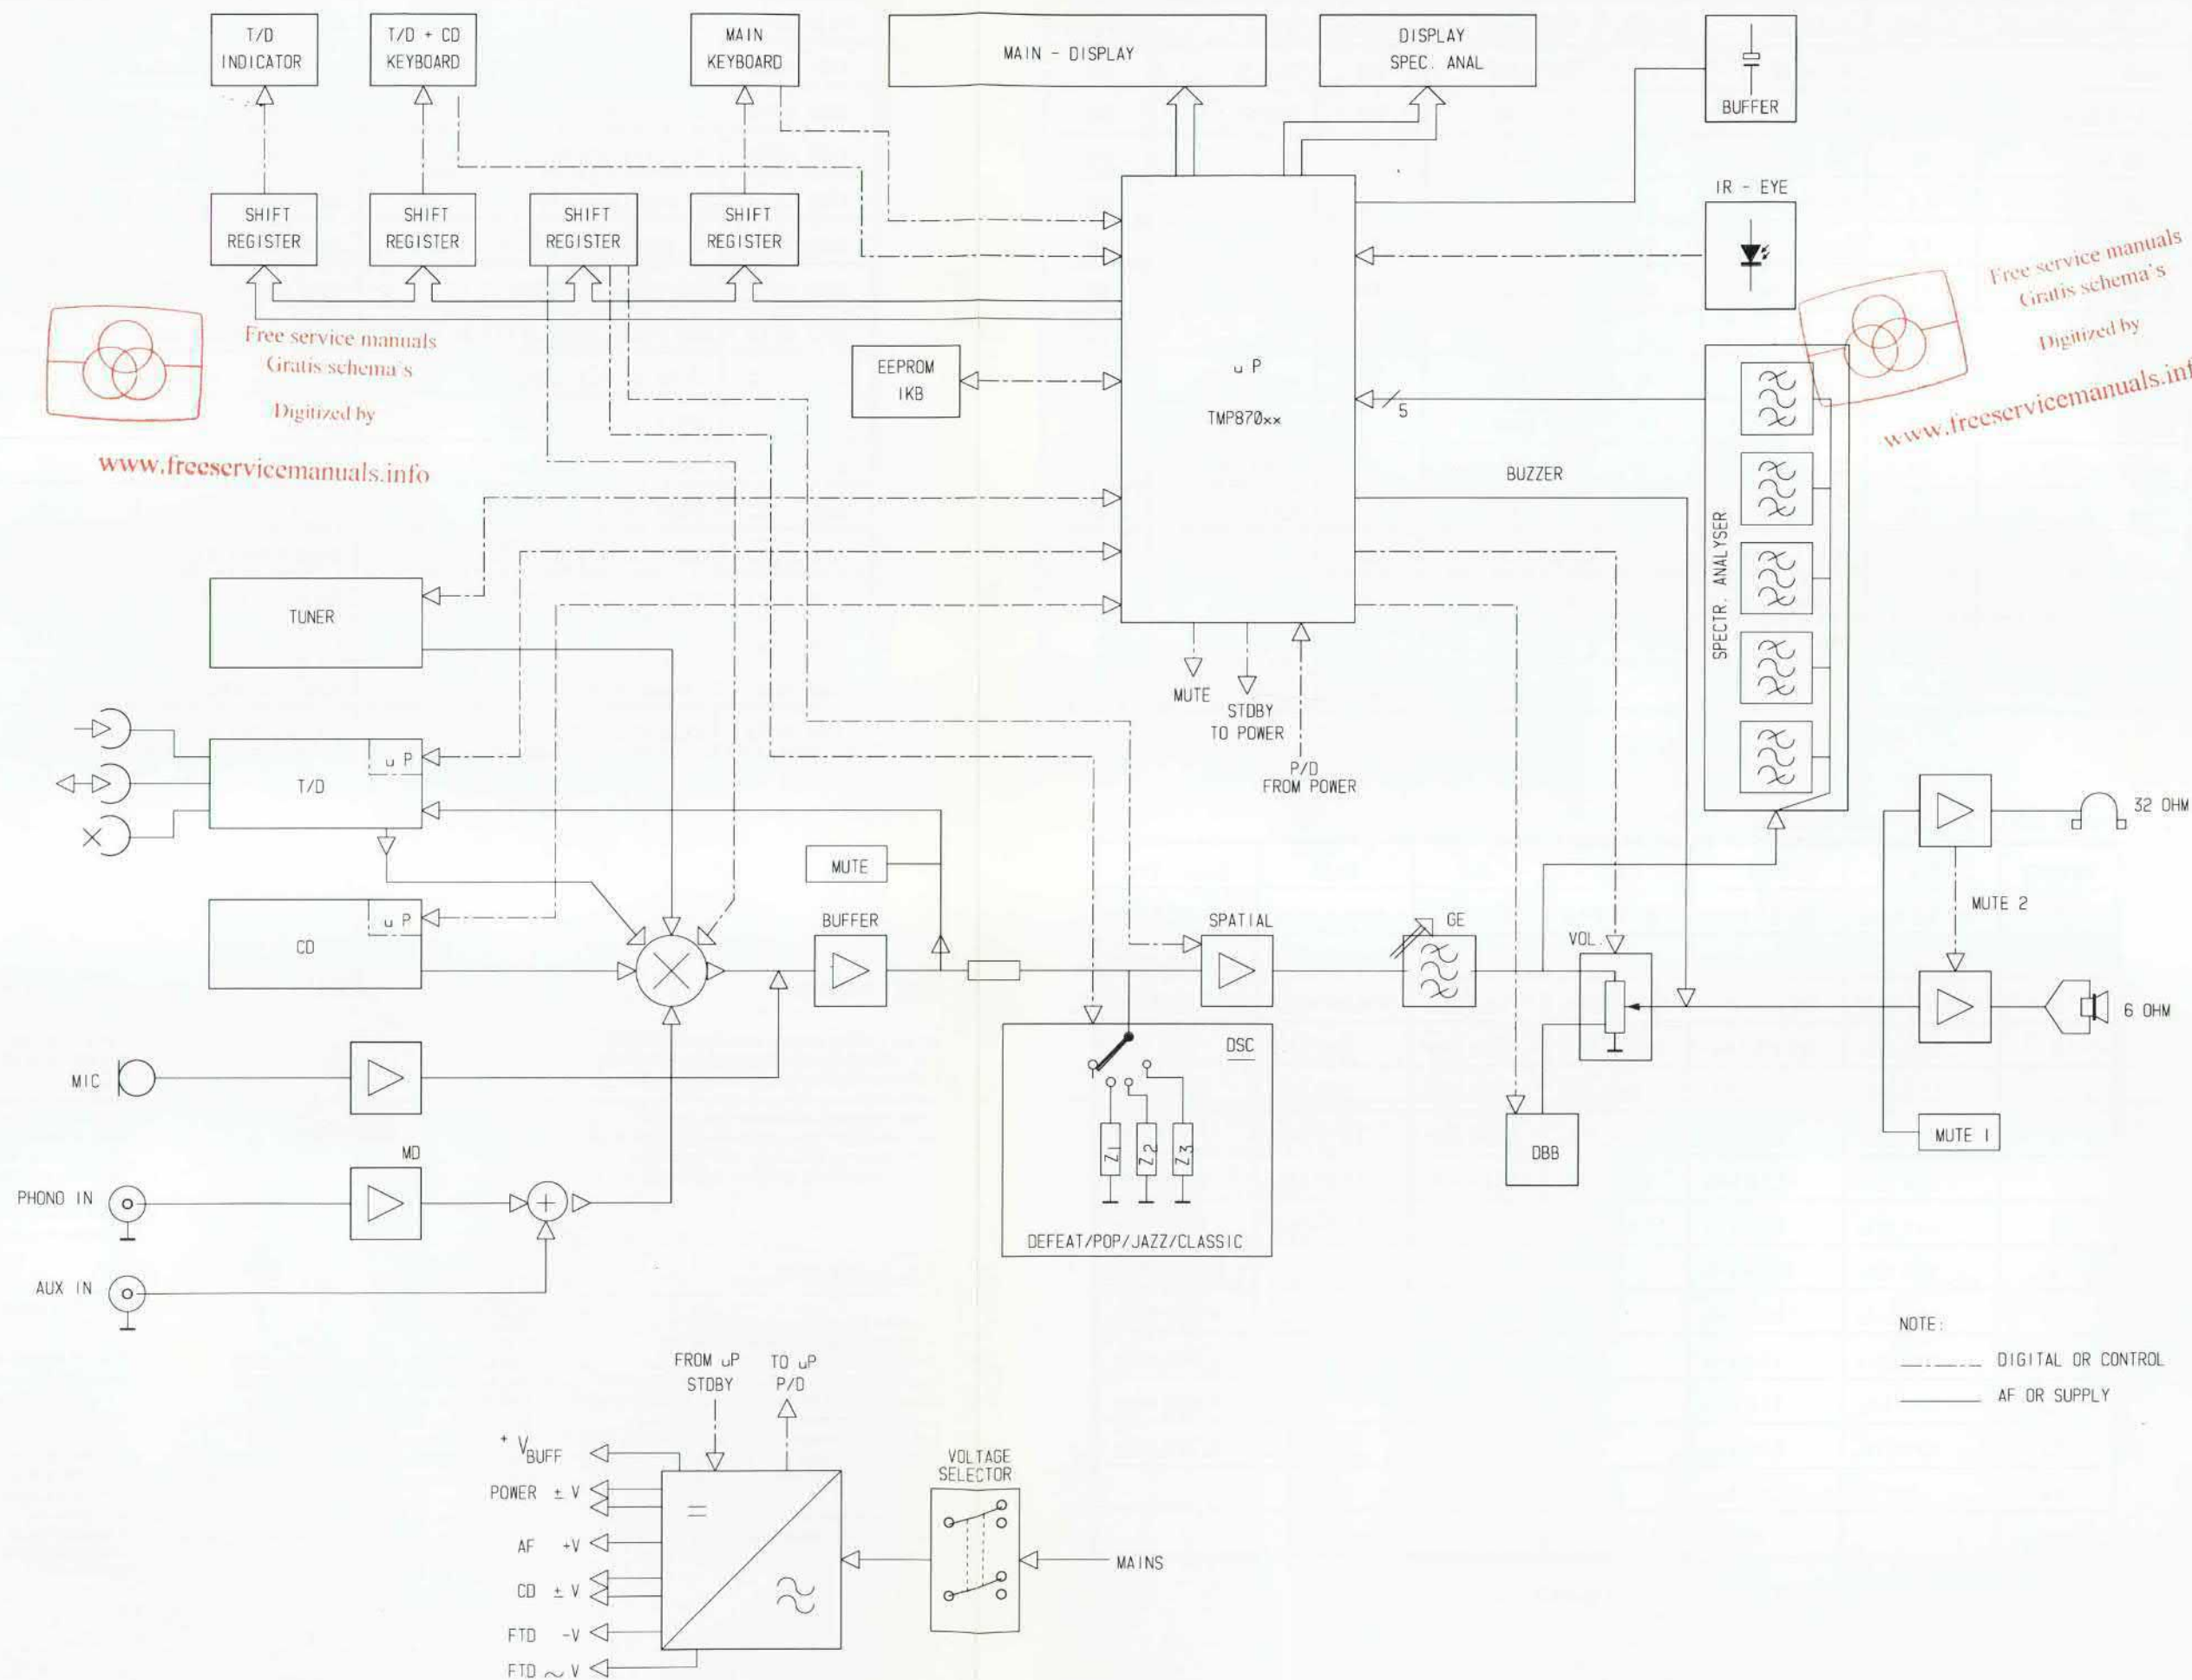 T/D
INDICATOR
T/D + CD
KEYBOARD
MAIN
KEYBOARD
MAIN - DISPLAY
DISPLAY
SPEC. ANAL
BUFFER
SHIFT
REGISTER
SHIFT
REGISTER
SHIFT
REGISTER
SHIFT
REGISTER
IR - EYE
Free service manuals
Gratis schema's
Digitized by
www.freeservicemanuals.info
Free service manuals
Gratis schema's
Digitized by
www.freeservicemanuals.inf
EEPROM
1KB
u P
TMP870xx
5
BUZZER
SPECTR. ANALYSER
TUNER
MUTE
STDBY
TO POWER
P/D
FROM POWER
u P
T/D
32 OHM
MUTE
MUTE 2
u P
CD
BUFFER
SPATIAL
GE
VOL.
6 OHM
DSC
MIC
Z1
Z2
Z3
DBB
MUTE 1
MD
PHONO IN
DEFEAT/POP/JAZZ/CLASSIC
AUX IN
NOTE:
DIGITAL OR CONTROL
AF OR SUPPLY
FROM uP
STDBY
TO uP
P/D
+ VBUFF
POWER ± V
AF +V
CD ± V
FTD -V
FTD ~ V
VOLTAGE
SELECTOR
MAINS